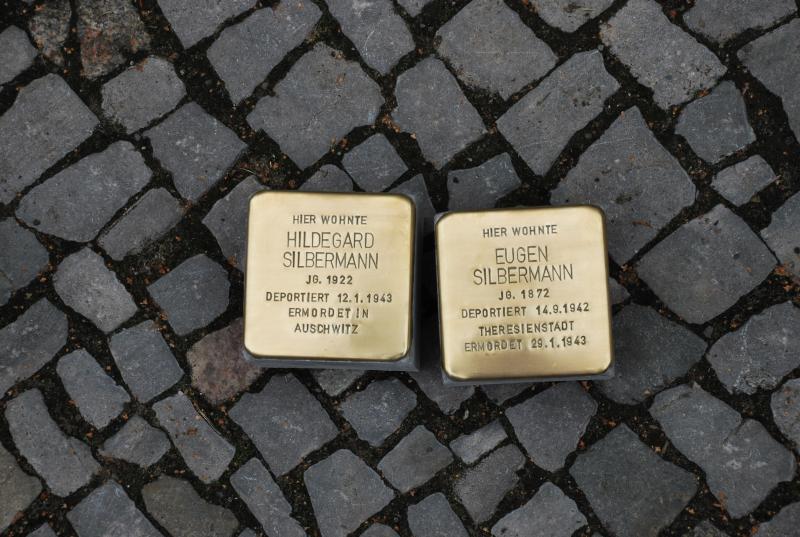 HIER WOHNTE
HILDEGARD
SILBERMANN
JG. 1922
DEPORTIERT 12.1.1943
ERMORDET IN
AUSCHWITZ
HIER WOHNTE
EUGEN
SILBERMANN
JG. 1872
DEPORTIERT 14.9.1942
THERESIENSTADT
ERMORDET 29.1.1943